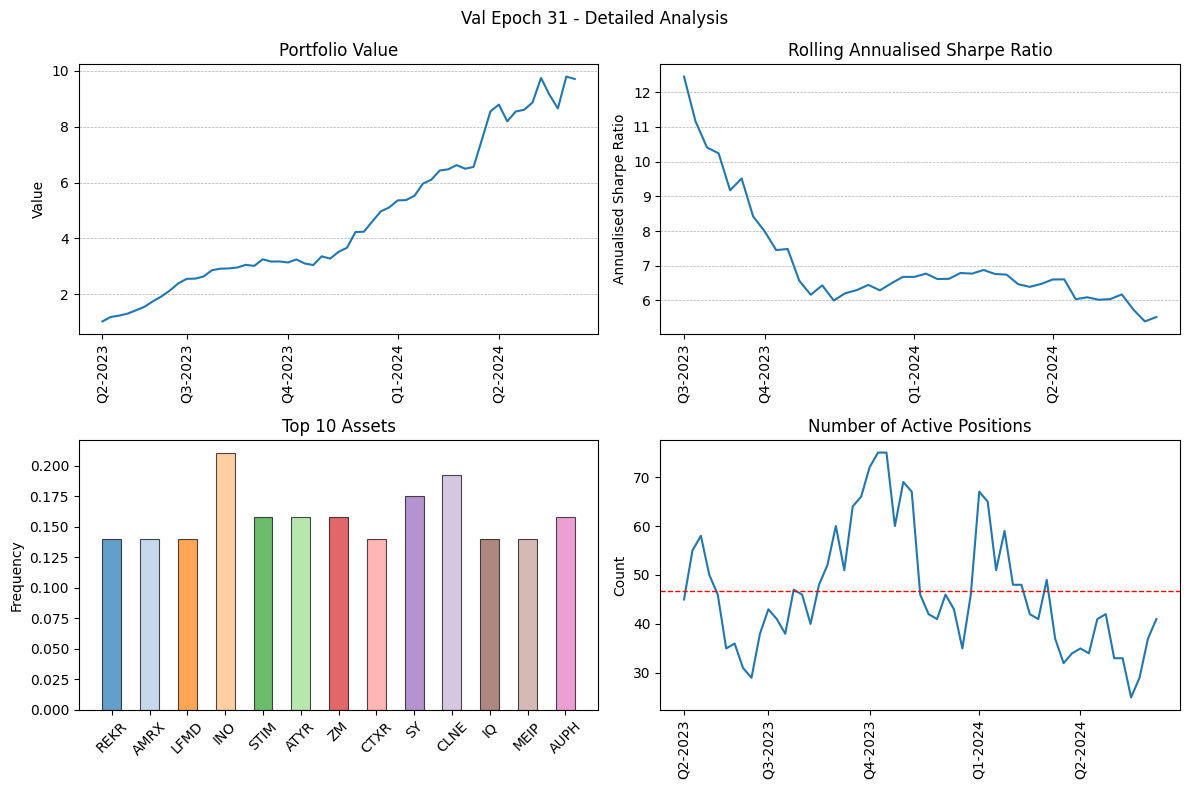 Val Epoch 31 - Detailed Analysis
Portfolio Value
Value
10
8
6
4
2
Q2-2023
Q3-2023
Q4-2023
Q1-2024
Q2-2024
Rolling Annualised Sharpe Ratio
Annualised Sharpe Ratio
12
11
10
9
8
7
6
Q3-2023
Q4-2023
Q1-2024
Q2-2024
Top 10 Assets
Frequency
0.200
0.175
0.150
0.125
0.100
0.075
0.050
0.025
0.000
REKR
AMRX
LFMD
INO
STIM
ATYR
ZM
CTXR
SY
CLNE
IQ
MEIP
AUPH
Number of Active Positions
Count
70
60
50
40
30
Q2-2023
Q3-2023
Q4-2023
Q1-2024
Q2-2024